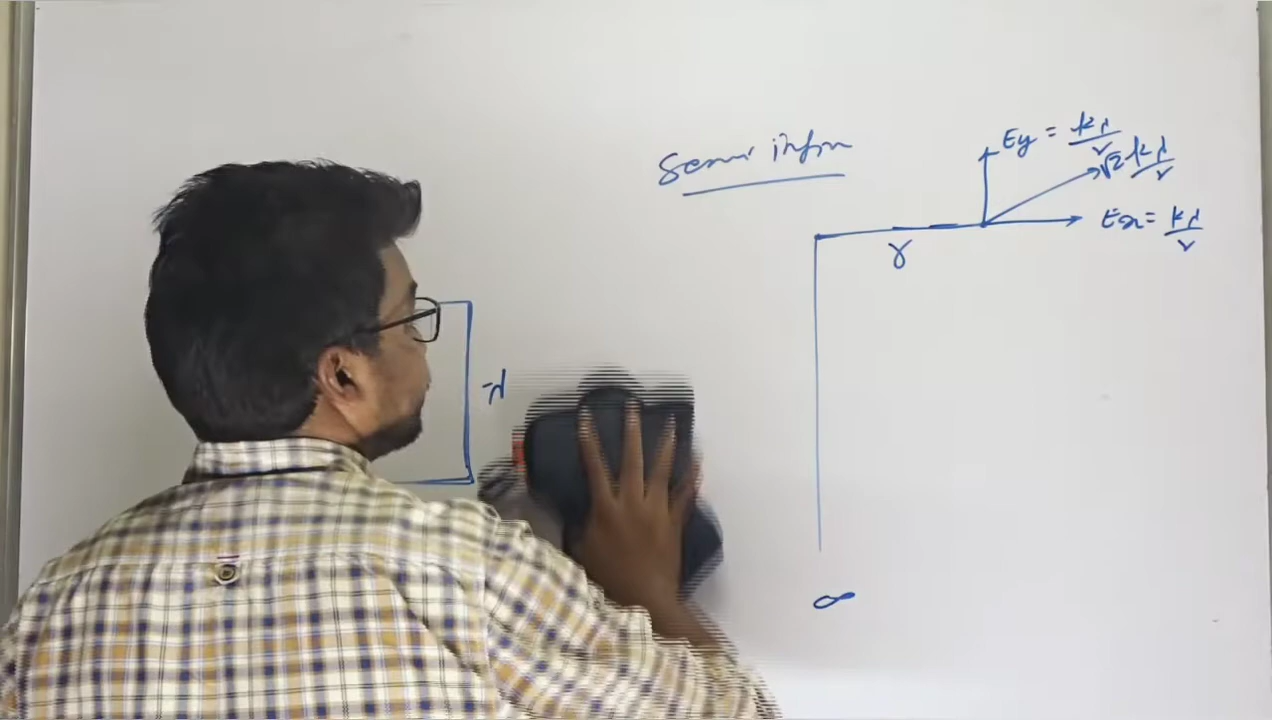 Semi infin
Ey = kλ/r
√2 kλ/r
Ex = kλ/r
r
λ
∞